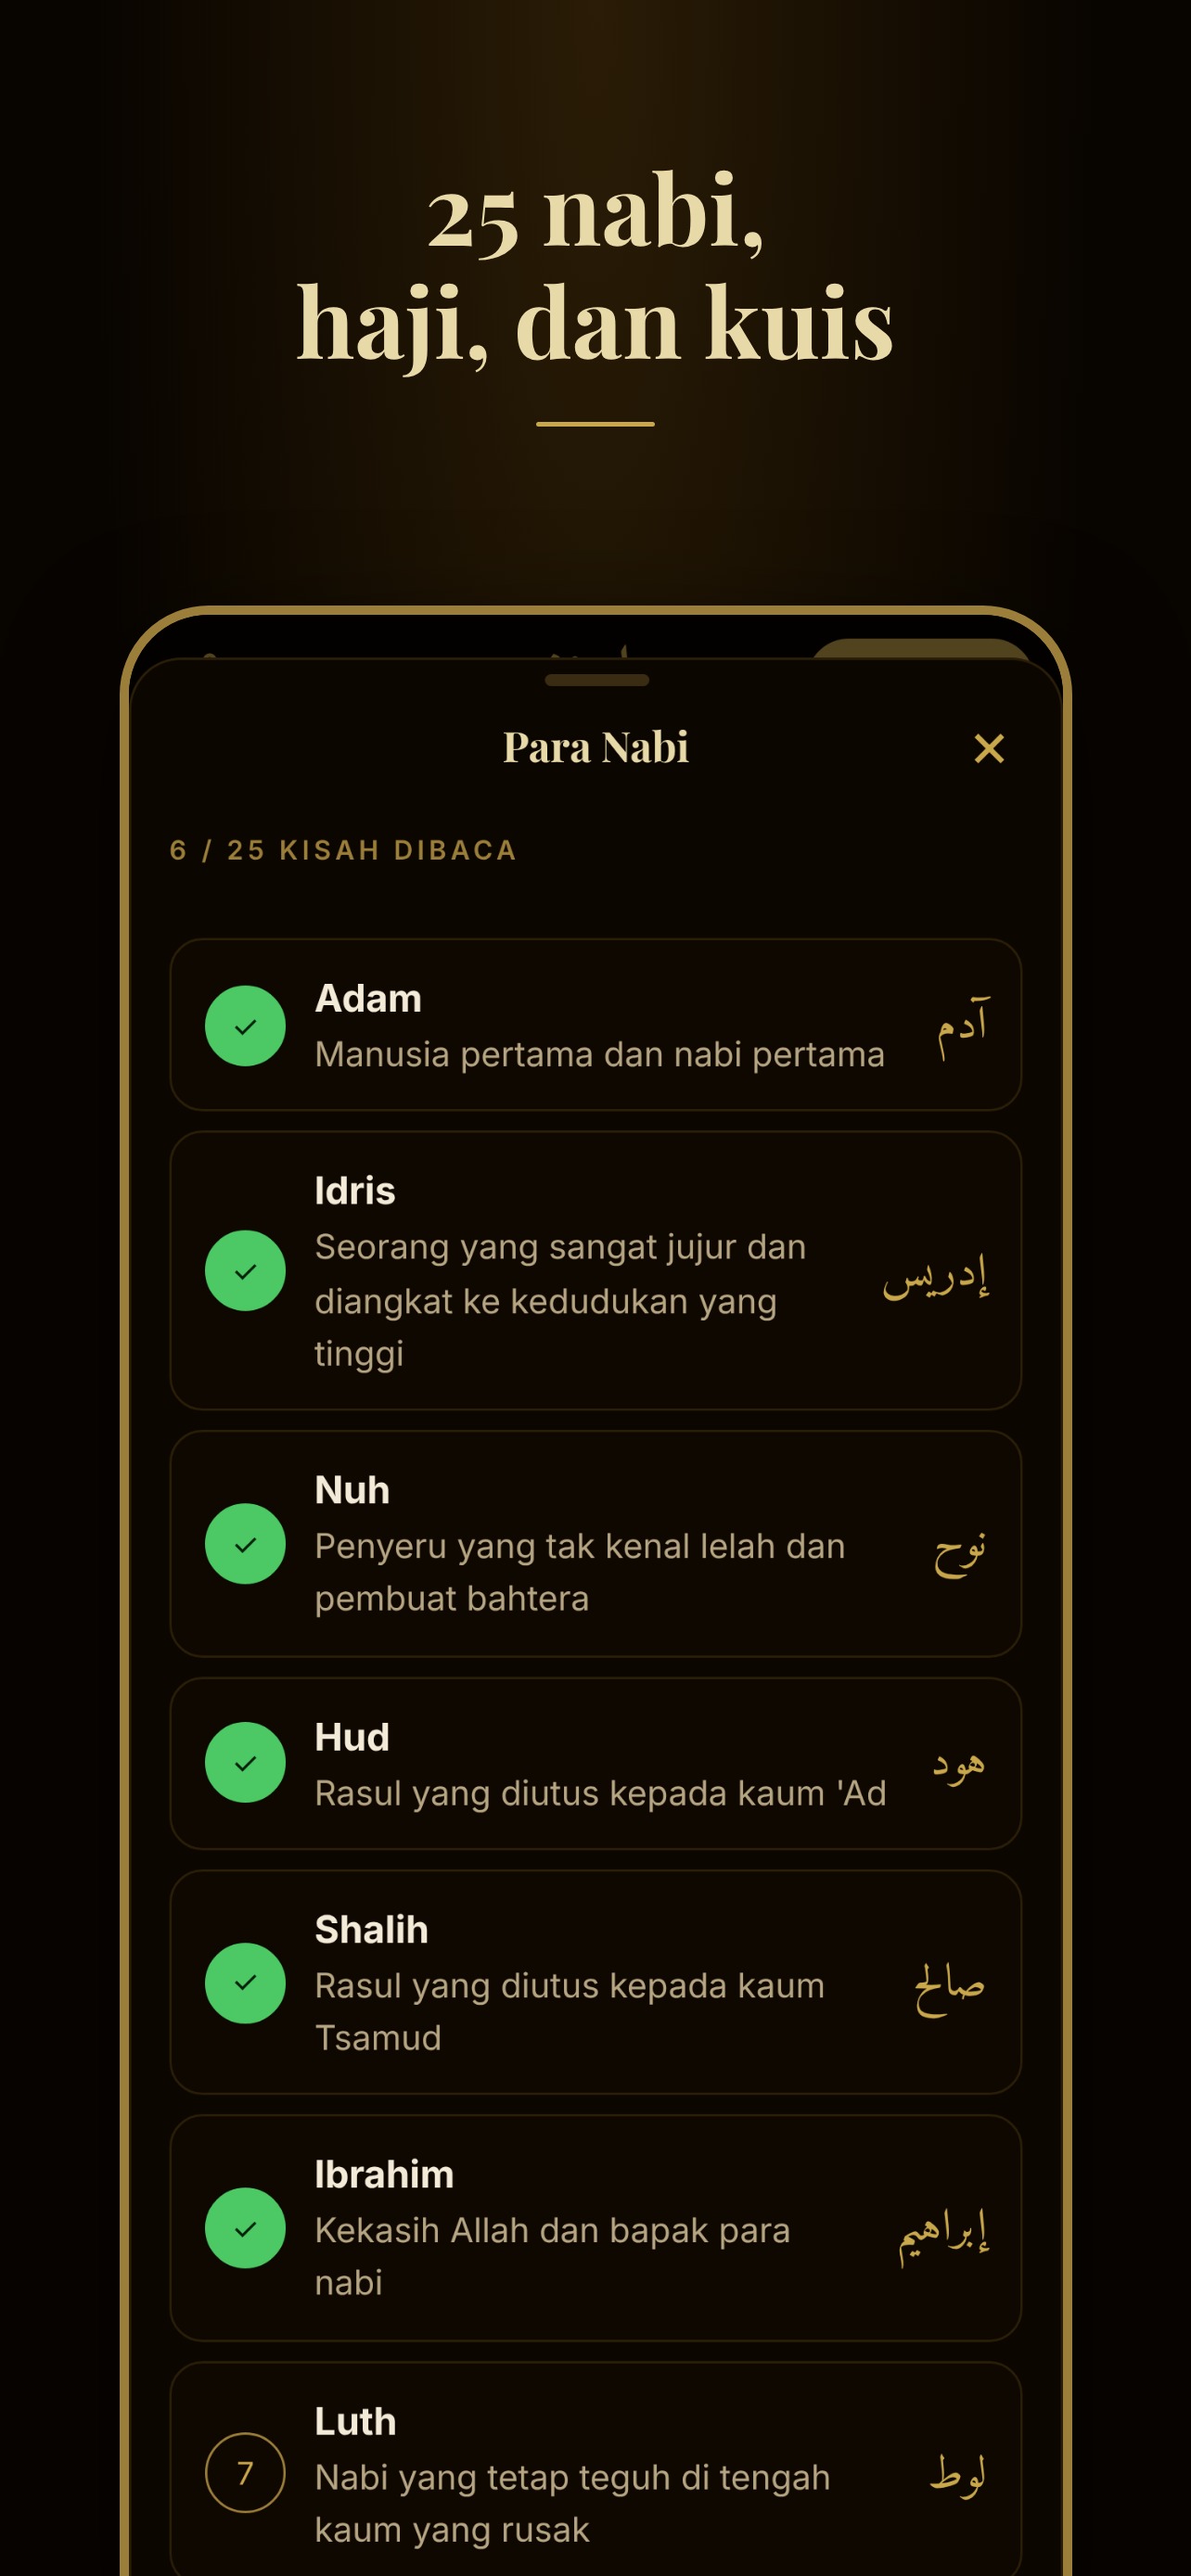 25 nabi,
haji, dan kuis
Para Nabi
6 / 25 KISAH DIBACA
Adam
Manusia pertama dan nabi pertama
آدم
Idris
Seorang yang sangat jujur dan
diangkat ke kedudukan yang
tinggi
إدريس
Nuh
Penyeru yang tak kenal lelah dan
pembuat bahtera
نوح
Hud
Rasul yang diutus kepada kaum 'Ad
هود
Shalih
Rasul yang diutus kepada kaum
Tsamud
صالح
Ibrahim
Kekasih Allah dan bapak para
nabi
إبراهيم
7
Luth
Nabi yang tetap teguh di tengah
kaum yang rusak
لوط